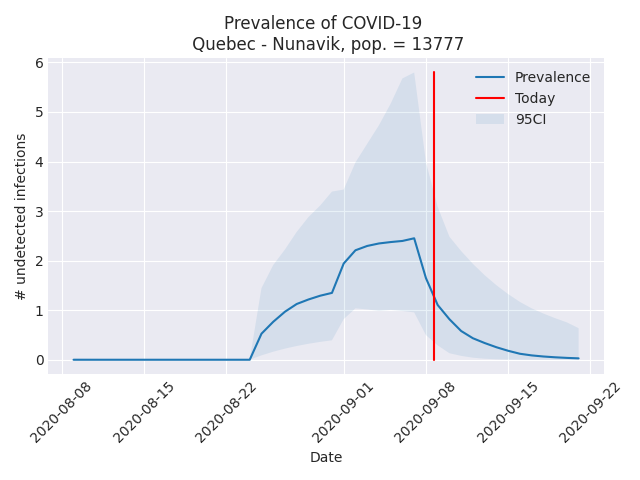 Prevalence of COVID-19
Quebec - Nunavik, pop. = 13777
6
5
4
3
2
1
0
# undetected infections
Prevalence
Today
95CI
2020-08-08
2020-08-15
2020-08-22
2020-09-01
2020-09-08
2020-09-15
2020-09-22
Date